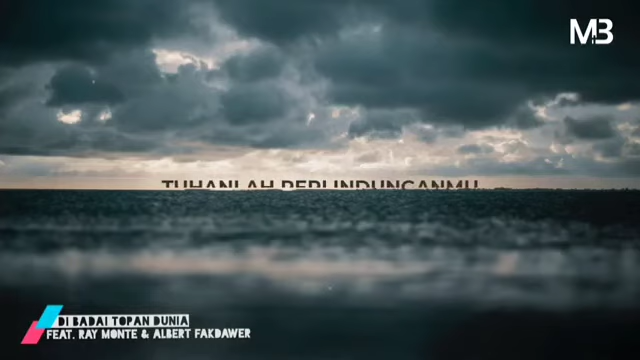 MB
TUHANLAH PERLINDUNGANMU
DI BADAI TOPAN DUNIA
FEAT. RAY MONTE & ALBERT FAKDAWER